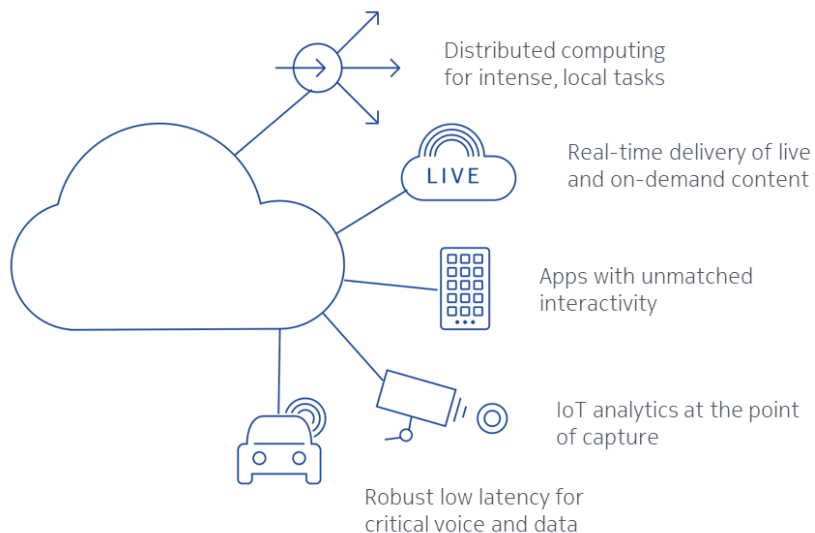 Distributed computing
for intense, local tasks
LIVE
Real-time delivery of live
and on-demand content
Apps with unmatched
interactivity
IoT analytics at the point
of capture
Robust low latency for
critical voice and data